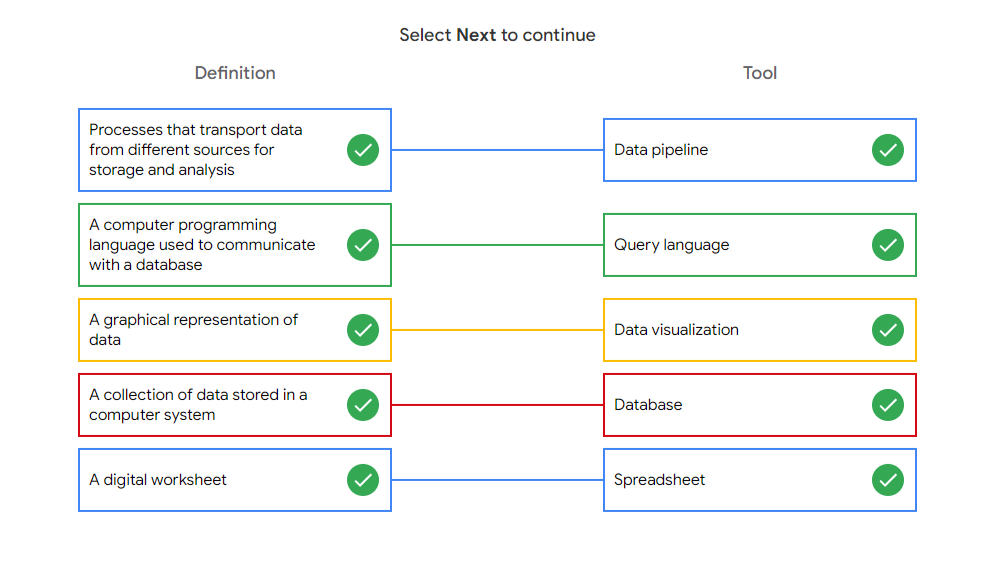 Select Next to continue
Definition
Tool
Processes that transport data
from different sources for
storage and analysis
Data pipeline
A computer programming
language used to communicate
with a database
Query language
A graphical representation of
data
Data visualization
A collection of data stored in a
computer system
Database
A digital worksheet
Spreadsheet